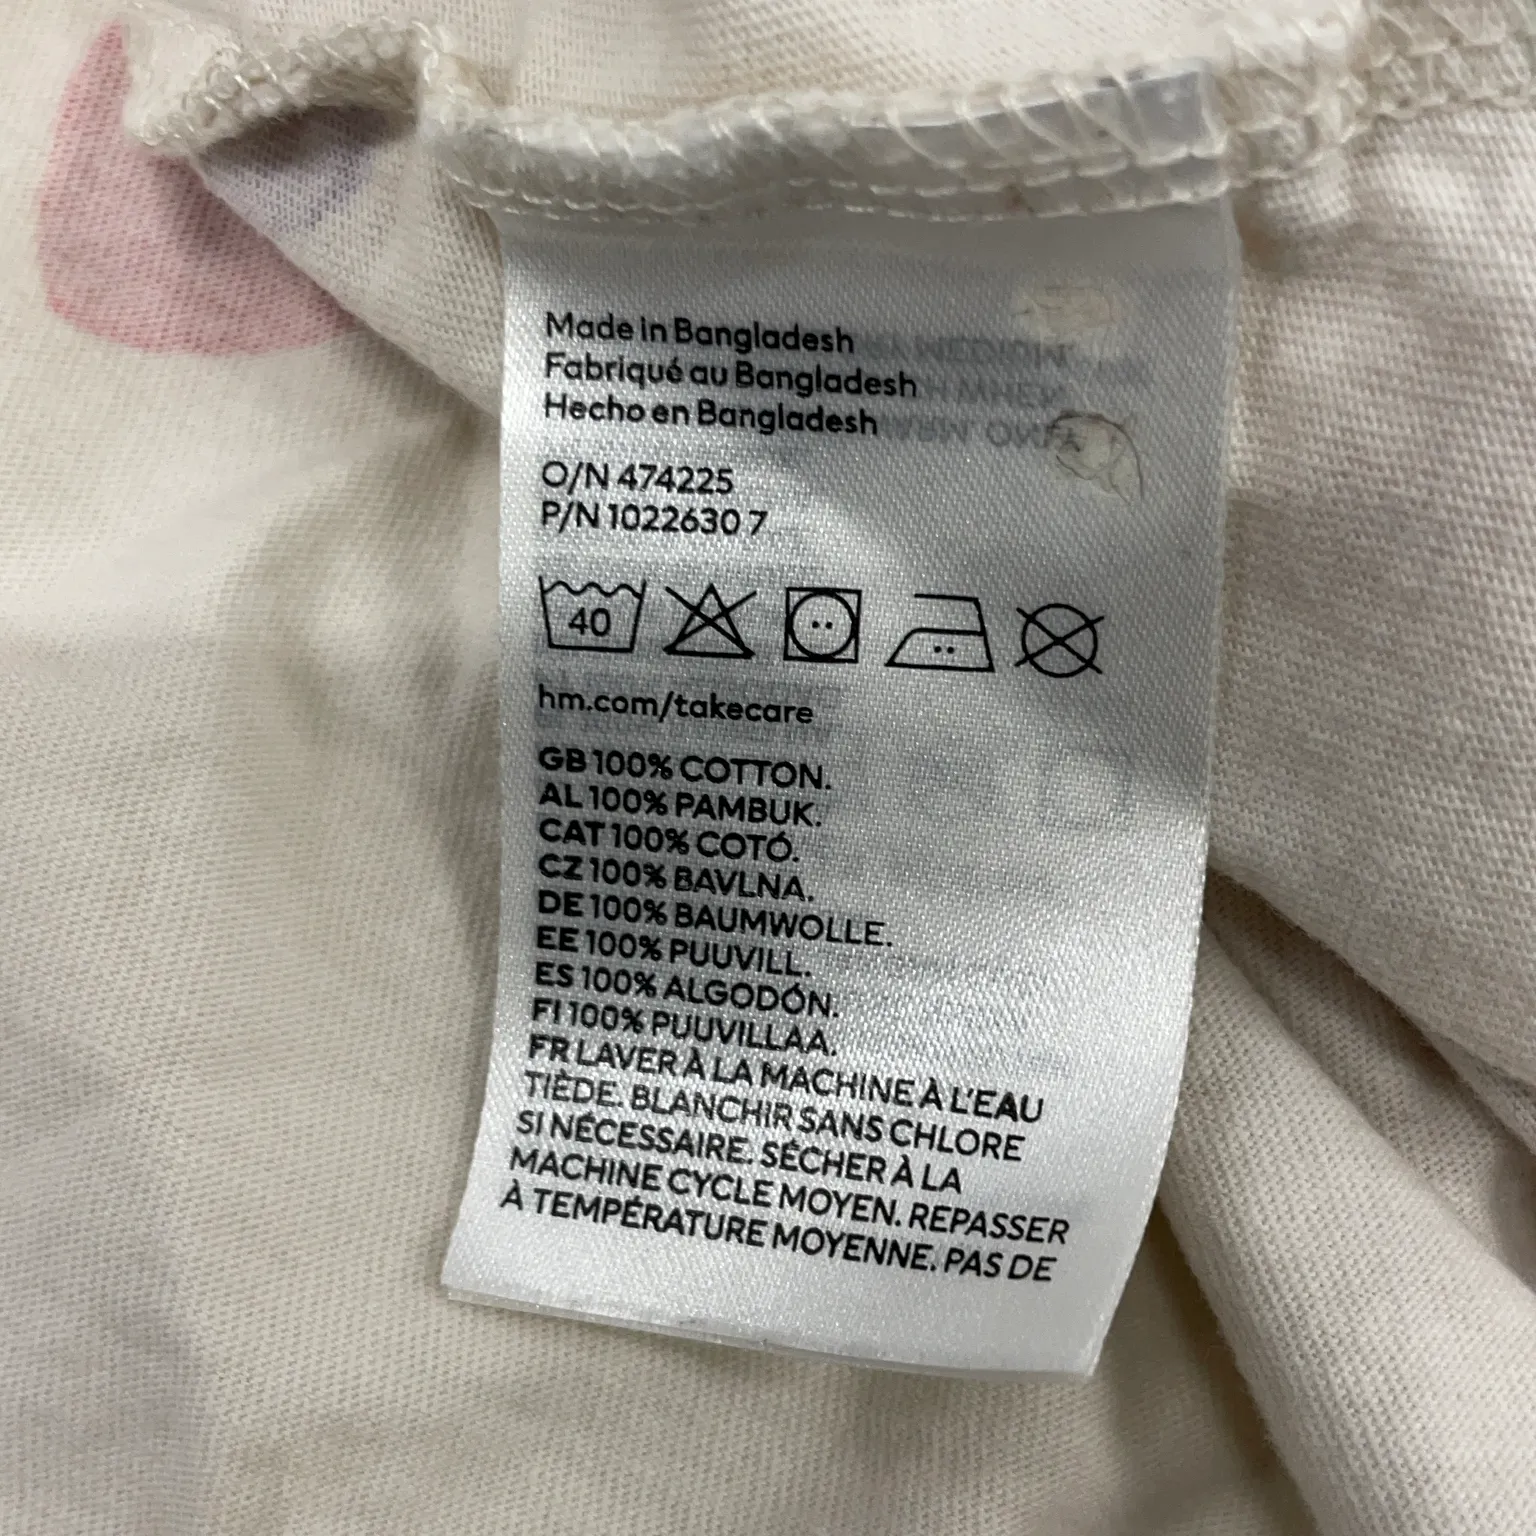 Made in Bangladesh
Fabriqué au Bangladesh
Hecho en Bangladesh
O/N 474225
P/N 1022630 7
40
hm.com/takecare
GB 100% COTTON.
AL 100% PAMBUK.
CAT 100% COTÓ.
CZ 100% BAVLNA.
DE 100% BAUMWOLLE.
EE 100% PUUVILL.
ES 100% ALGODÓN.
FI 100% PUUVILLAA.
FR LAVER À LA MACHINE À L'EAU
TIÈDE. BLANCHIR SANS CHLORE
SI NÉCESSAIRE. SÉCHER À LA
MACHINE CYCLE MOYEN. REPASSER
À TEMPÉRATURE MOYENNE. PAS DE